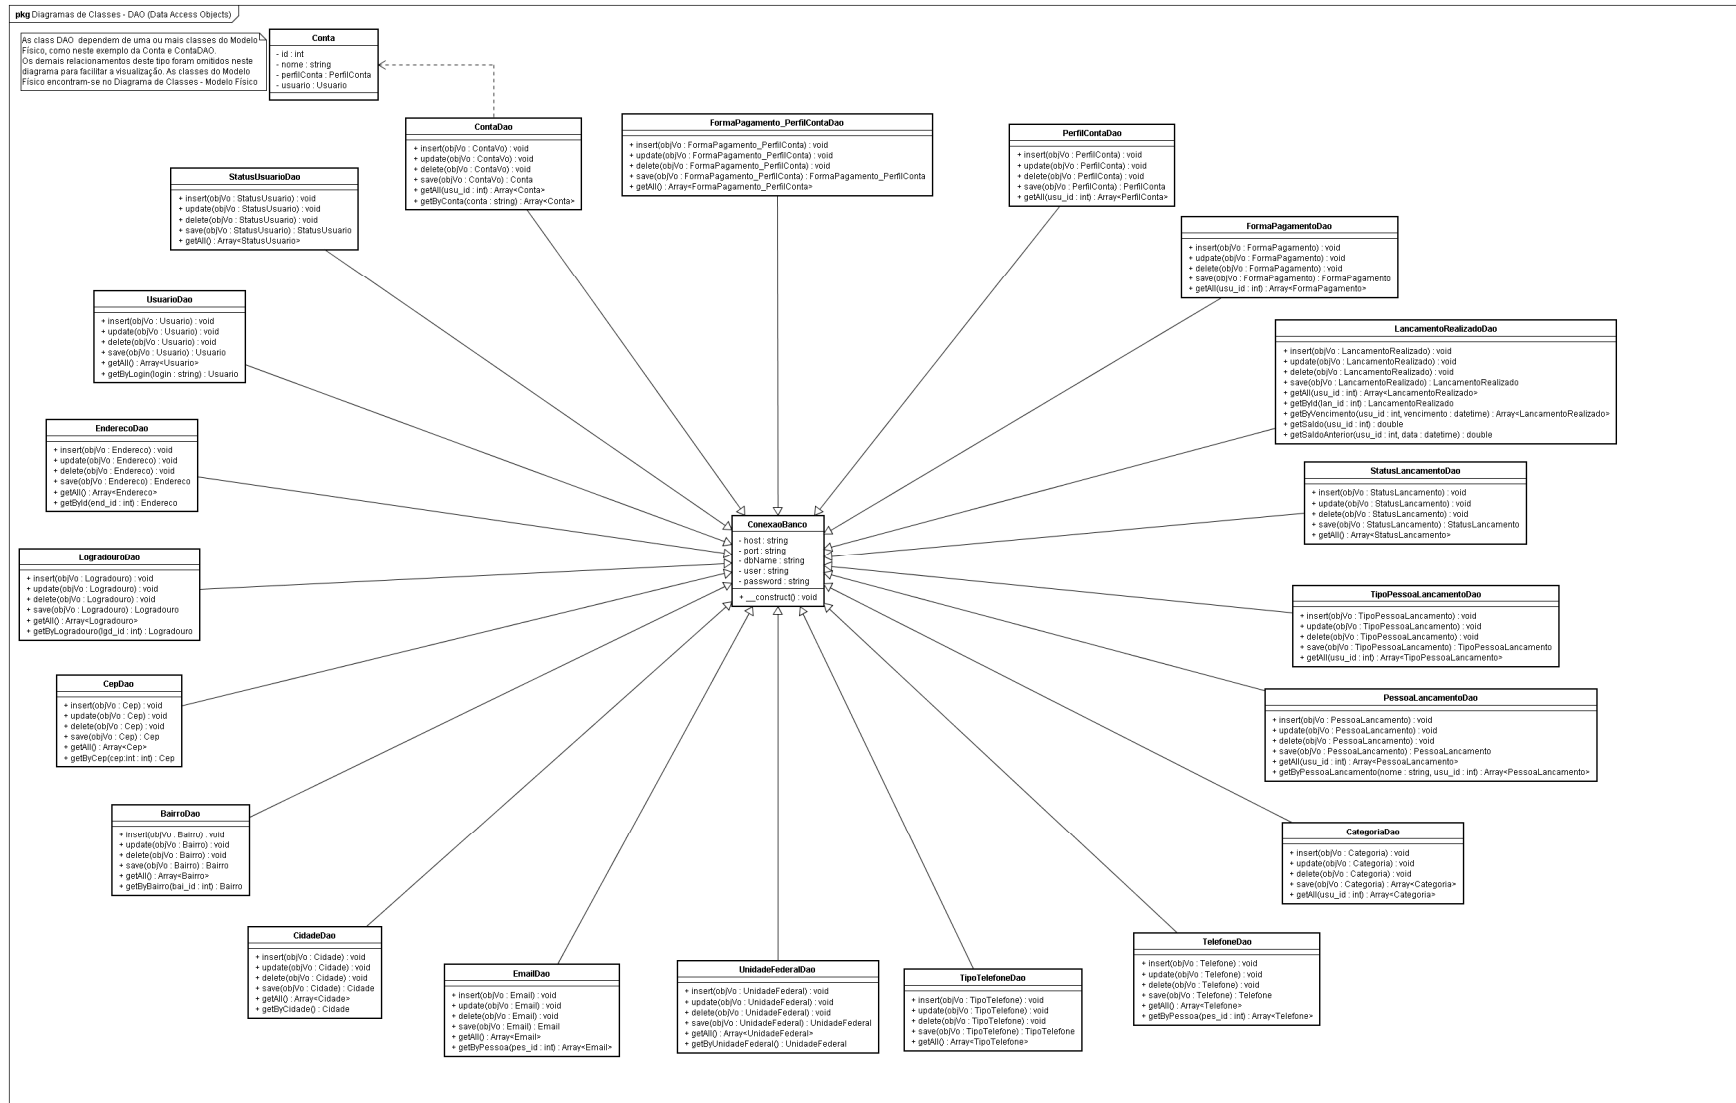 pkg Diagramas de Classes - DAO (Data Access Objects)
As class DAO dependem de uma ou mais classes do Modelo
Físico, como neste exemplo da Conta e ContaDAO.
Os demais relacionamentos deste tipo foram omitidos neste
diagrama para facilitar a visualização. As classes do Modelo
Físico encontram-se no Diagrama de Classes - Modelo Físico
Conta
- id : int
- nome : string
- perfilConta : PerfilConta
- usuario : Usuario
ContaDao
+ insert(objVo : ContaVo) : void
+ update(objVo : ContaVo) : void
+ delete(objVo : ContaVo) : void
+ save(objVo : ContaVo) : Conta
+ getAll(usu_id : int) : Array<Conta>
+ getByConta(conta : string) : Array<Conta>
FormaPagamento_PerfilContaDao
+ insert(objVo : FormaPagamento_PerfilConta) : void
+ update(objVo : FormaPagamento_PerfilConta) : void
+ delete(objVo : FormaPagamento_PerfilConta) : void
+ save(objVo : FormaPagamento_PerfilConta) : FormaPagamento_PerfilConta
+ getAll() : Array<FormaPagamento_PerfilConta>
PerfilContaDao
+ insert(objVo : PerfilConta) : void
+ update(objVo : PerfilConta) : void
+ delete(objVo : PerfilConta) : void
+ save(objVo : PerfilConta) : PerfilConta
+ getAll(usu_id : int) : Array<PerfilConta>
StatusUsuarioDao
+ insert(objVo : StatusUsuario) : void
+ update(objVo : StatusUsuario) : void
+ delete(objVo : StatusUsuario) : void
+ save(objVo : StatusUsuario) : StatusUsuario
+ getAll() : Array<StatusUsuario>
FormaPagamentoDao
+ insert(objVo : FormaPagamento) : void
+ udpate(objVo : FormaPagamento) : void
+ delete(objVo : FormaPagamento) : void
+ save(objVo : FormaPagamento) : FormaPagamento
+ getAll(usu_id : int) : Array<FormaPagamento>
UsuarioDao
+ insert(objVo : Usuario) : void
+ update(objVo : Usuario) : void
+ delete(objVo : Usuario) : void
+ save(objVo : Usuario) : Usuario
+ getAll() : Array<Usuario>
+ getByLogin(login : string) : Usuario
LancamentoRealizadoDao
+ insert(objVo : LancamentoRealizado) : void
+ update(objVo : LancamentoRealizado) : void
+ delete(objVo : LancamentoRealizado) : void
+ save(objVo : LancamentoRealizado) : LancamentoRealizado
+ getAll(usu_id : int) : Array<LancamentoRealizado>
+ getById(lan_id : int) : LancamentoRealizado
+ getByVencimento(usu_id : int, vencimento : datetime) : Array<LancamentoRealizado>
+ getSaldo(usu_id : int) : double
+ getSaldoAnterior(usu_id : int, data : datetime) : double
EnderecoDao
+ insert(objVo : Endereco) : void
+ update(objVo : Endereco) : void
+ delete(objVo : Endereco) : void
+ save(objVo : Endereco) : Endereco
+ getAll() : Array<Endereco>
+ getById(end_id : int) : Endereco
StatusLancamentoDao
+ insert(objVo : StatusLancamento) : void
+ update(objVo : StatusLancamento) : void
+ delete(objVo : StatusLancamento) : void
+ save(objVo : StatusLancamento) : StatusLancamento
+ getAll() : Array<StatusLancamento>
ConexaoBanco
- host : string
- port : string
- dbName : string
- user : string
- password : string
+ __construct() : void
LogradouroDao
+ insert(objVo : Logradouro) : void
+ update(objVo : Logradouro) : void
+ delete(objVo : Logradouro) : void
+ save(objVo : Logradouro) : Logradouro
+ getAll() : Array<Logradouro>
+ getByLogradouro(lgd_id : int) : Logradouro
TipoPessoaLancamentoDao
+ insert(objVo : TipoPessoaLancamento) : void
+ update(objVo : TipoPessoaLancamento) : void
+ delete(objVo : TipoPessoaLancamento) : void
+ save(objVo : TipoPessoaLancamento) : TipoPessoaLancamento
+ getAll(usu_id : int) : Array<TipoPessoaLancamento>
CepDao
+ insert(objVo : Cep) : void
+ update(objVo : Cep) : void
+ delete(objVo : Cep) : void
+ save(objVo : Cep) : Cep
+ getAll() : Array<Cep>
+ getByCep(cep:int : int) : Cep
PessoaLancamentoDao
+ insert(objVo : PessoaLancamento) : void
+ update(objVo : PessoaLancamento) : void
+ delete(objVo : PessoaLancamento) : void
+ save(objVo : PessoaLancamento) : PessoaLancamento
+ getAll(usu_id : int) : Array<PessoaLancamento>
+ getByPessoaLancamento(nome : string, usu_id : int) : Array<PessoaLancamento>
BairroDao
+ insert(objVo : Bairro) : void
+ update(objVo : Bairro) : void
+ delete(objVo : Bairro) : void
+ save(objVo : Bairro) : Bairro
+ getAll() : Array<Bairro>
+ getByBairro(bai_id : int) : Bairro
CategoriaDao
+ insert(objVo : Categoria) : void
+ update(objVo : Categoria) : void
+ delete(objVo : Categoria) : void
+ save(objVo : Categoria) : Array<Categoria>
+ getAll(usu_id : int) : Array<Categoria>
CidadeDao
+ insert(objVo : Cidade) : void
+ update(objVo : Cidade) : void
+ delete(objVo : Cidade) : void
+ save(objVo : Cidade) : Cidade
+ getAll() : Array<Cidade>
+ getByCidade() : Cidade
EmailDao
+ insert(objVo : Email) : void
+ update(objVo : Email) : void
+ delete(objVo : Email) : void
+ save(objVo : Email) : Email
+ getAll() : Array<Email>
+ getByPessoa(pes_id : int) : Array<Email>
UnidadeFederalDao
+ insert(objVo : UnidadeFederal) : void
+ update(objVo : UnidadeFederal) : void
+ delete(objVo : UnidadeFederal) : void
+ save(objVo : UnidadeFederal) : UnidadeFederal
+ getAll() : Array<UnidadeFederal>
+ getByUnidadeFederal() : UnidadeFederal
TipoTelefoneDao
+ insert(objVo : TipoTelefone) : void
+ update(objVo : TipoTelefone) : void
+ delete(objVo : TipoTelefone) : void
+ save(objVo : TipoTelefone) : TipoTelefone
+ getAll() : Array<TipoTelefone>
TelefoneDao
+ insert(objVo : Telefone) : void
+ update(objVo : Telefone) : void
+ delete(objVo : Telefone) : void
+ save(objVo : Telefone) : Telefone
+ getAll() : Array<Telefone>
+ getByPessoa(pes_id : int) : Array<Telefone>